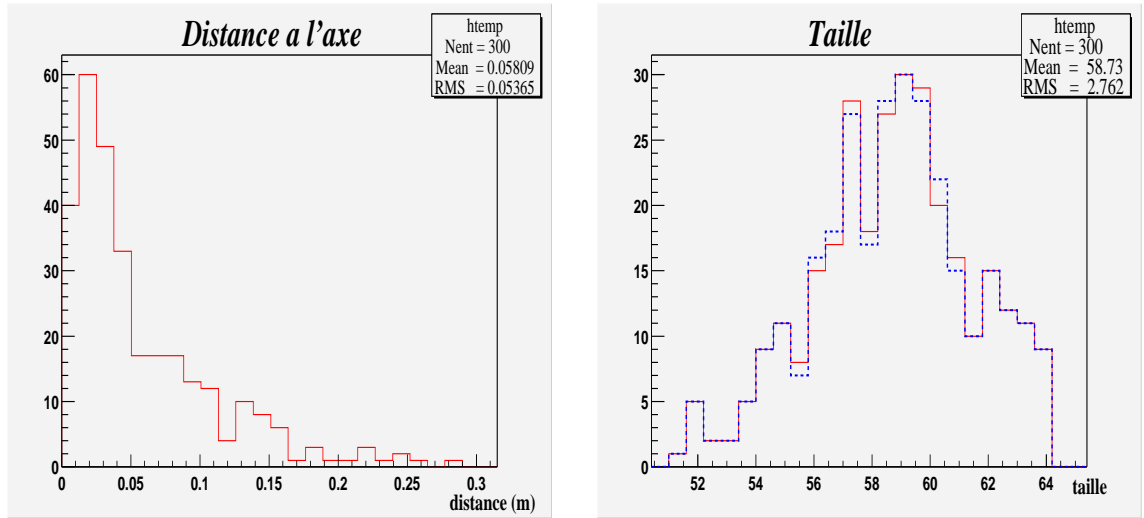 Distance a l'axe
htemp
Nent = 300
Mean = 0.05809
RMS = 0.05365
60
50
40
30
20
10
0
0 0.05 0.1 0.15 0.2 0.25 0.3
distance (m)
Taille
htemp
Nent = 300
Mean = 58.73
RMS = 2.762
30
25
20
15
10
5
0
52 54 56 58 60 62 64
taille